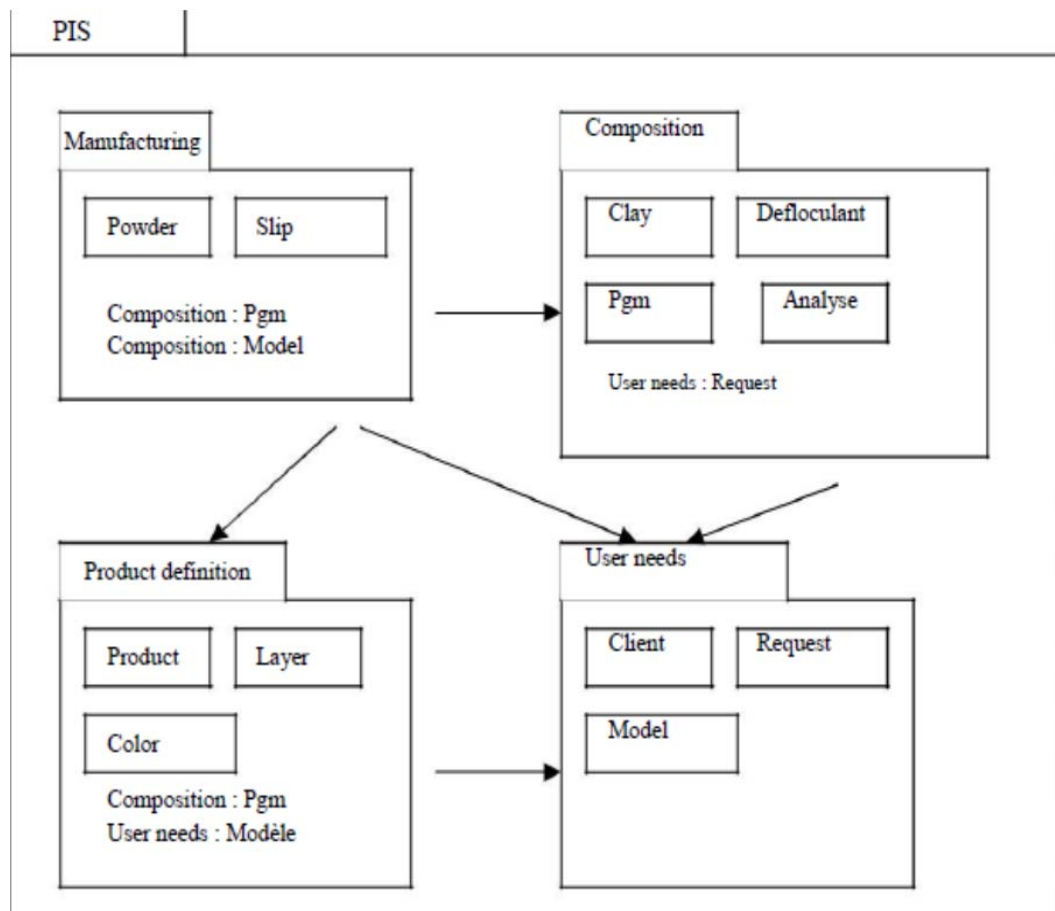 PIS
Manufacturing
Powder
Slip
Composition : Pgm
Composition : Model
Composition
Clay
Defloculant
Pgm
Analyse
User needs : Request
Product definition
Product
Layer
Color
Composition : Pgm
User needs : Modèle
User needs
Client
Request
Model